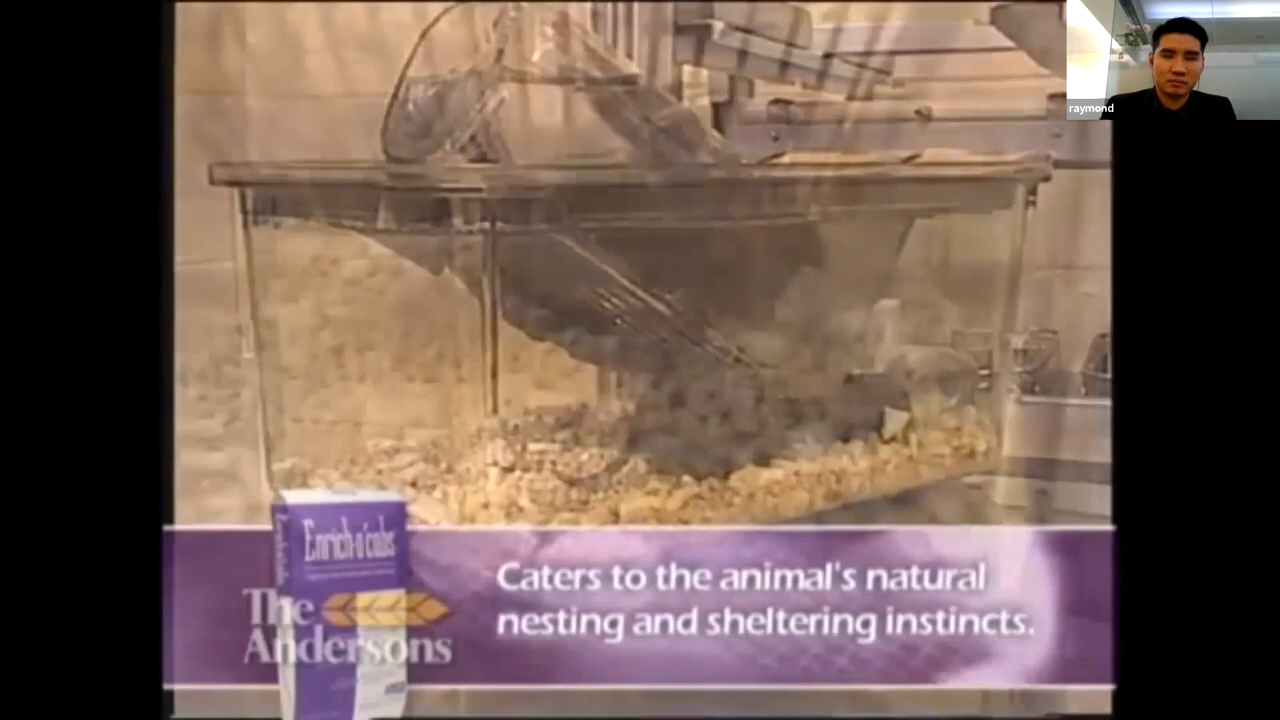 raymond
Enrich-o'cobs
The
Andersons
Caters to the animal's natural
nesting and sheltering instincts.